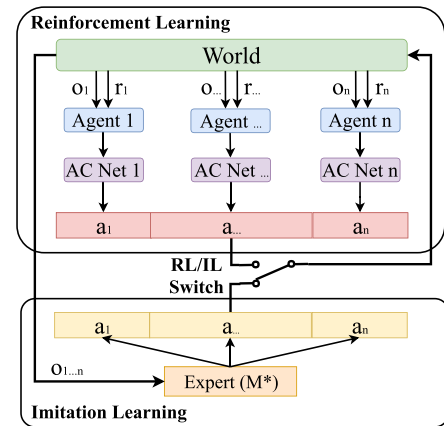 Reinforcement Learning
World
o1 r1 o... r... on rn
Agent 1 Agent ... Agent n
AC Net 1 AC Net ... AC Net n
a1 a... an
RL/IL
Switch
a1 a... an
o1...n
Expert (M*)
Imitation Learning